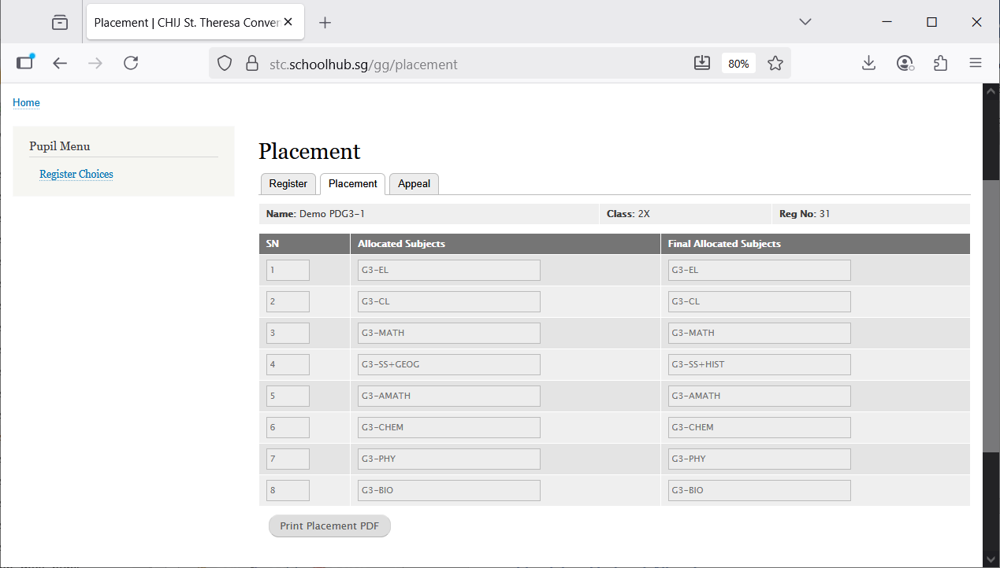 Placement | CHIJ St. Theresa Conven
stc.schoolhub.sg/gg/placement
80%
Home
Pupil Menu
Register Choices
Placement
Register Placement Appeal
Name: Demo PDG3-1 Class: 2X Reg No: 31
SN Allocated Subjects Final Allocated Subjects
1 G3-EL G3-EL
2 G3-CL G3-CL
3 G3-MATH G3-MATH
4 G3-SS+GEOG G3-SS+HIST
5 G3-AMATH G3-AMATH
6 G3-CHEM G3-CHEM
7 G3-PHY G3-PHY
8 G3-BIO G3-BIO
Print Placement PDF